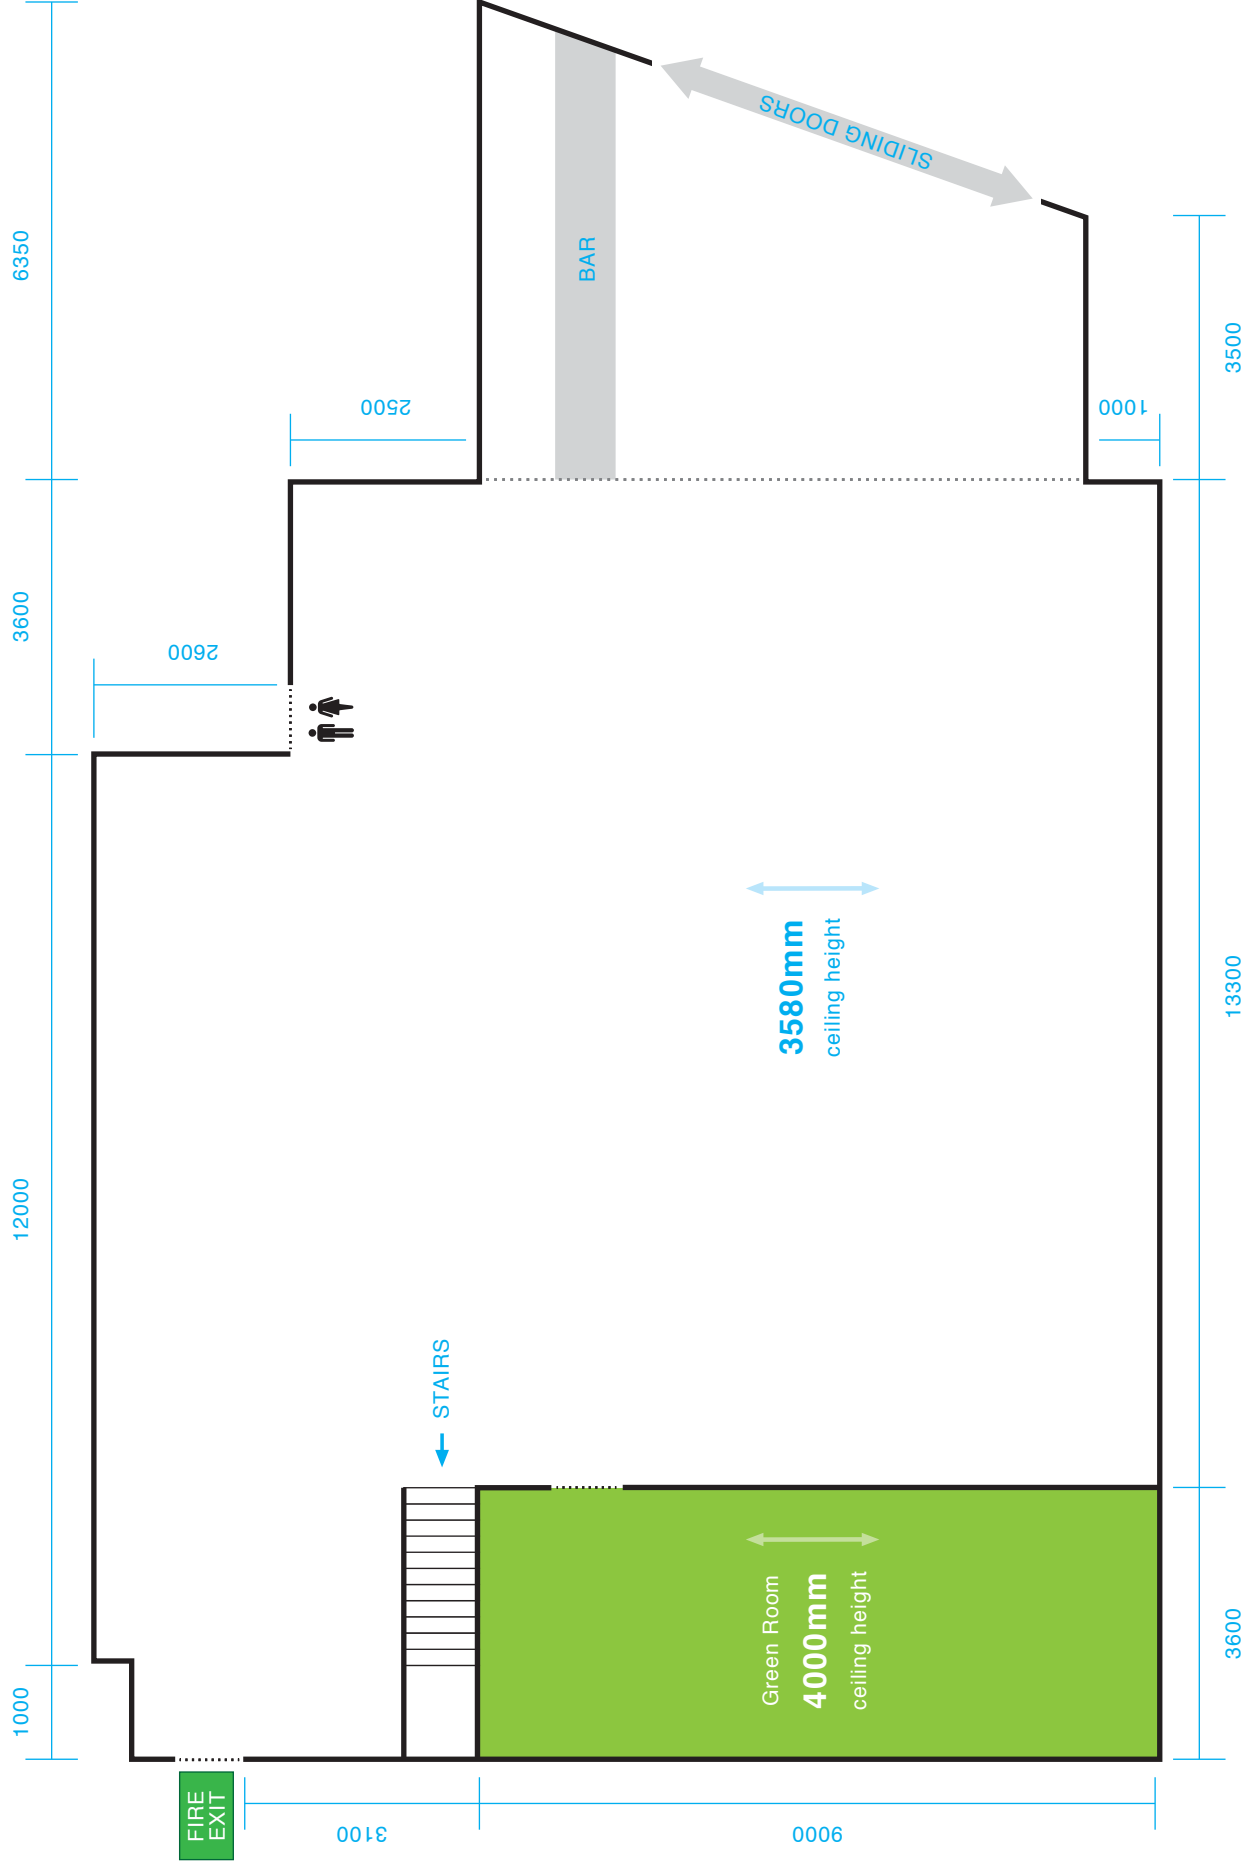 6350
3600
12000
1000
2600
2500
BAR
SLIDING DOORS
1000
3500
13300
3600
3580mm
ceiling height
STAIRS
Green Room
4000mm
ceiling height
FIRE
EXIT
3100
9000